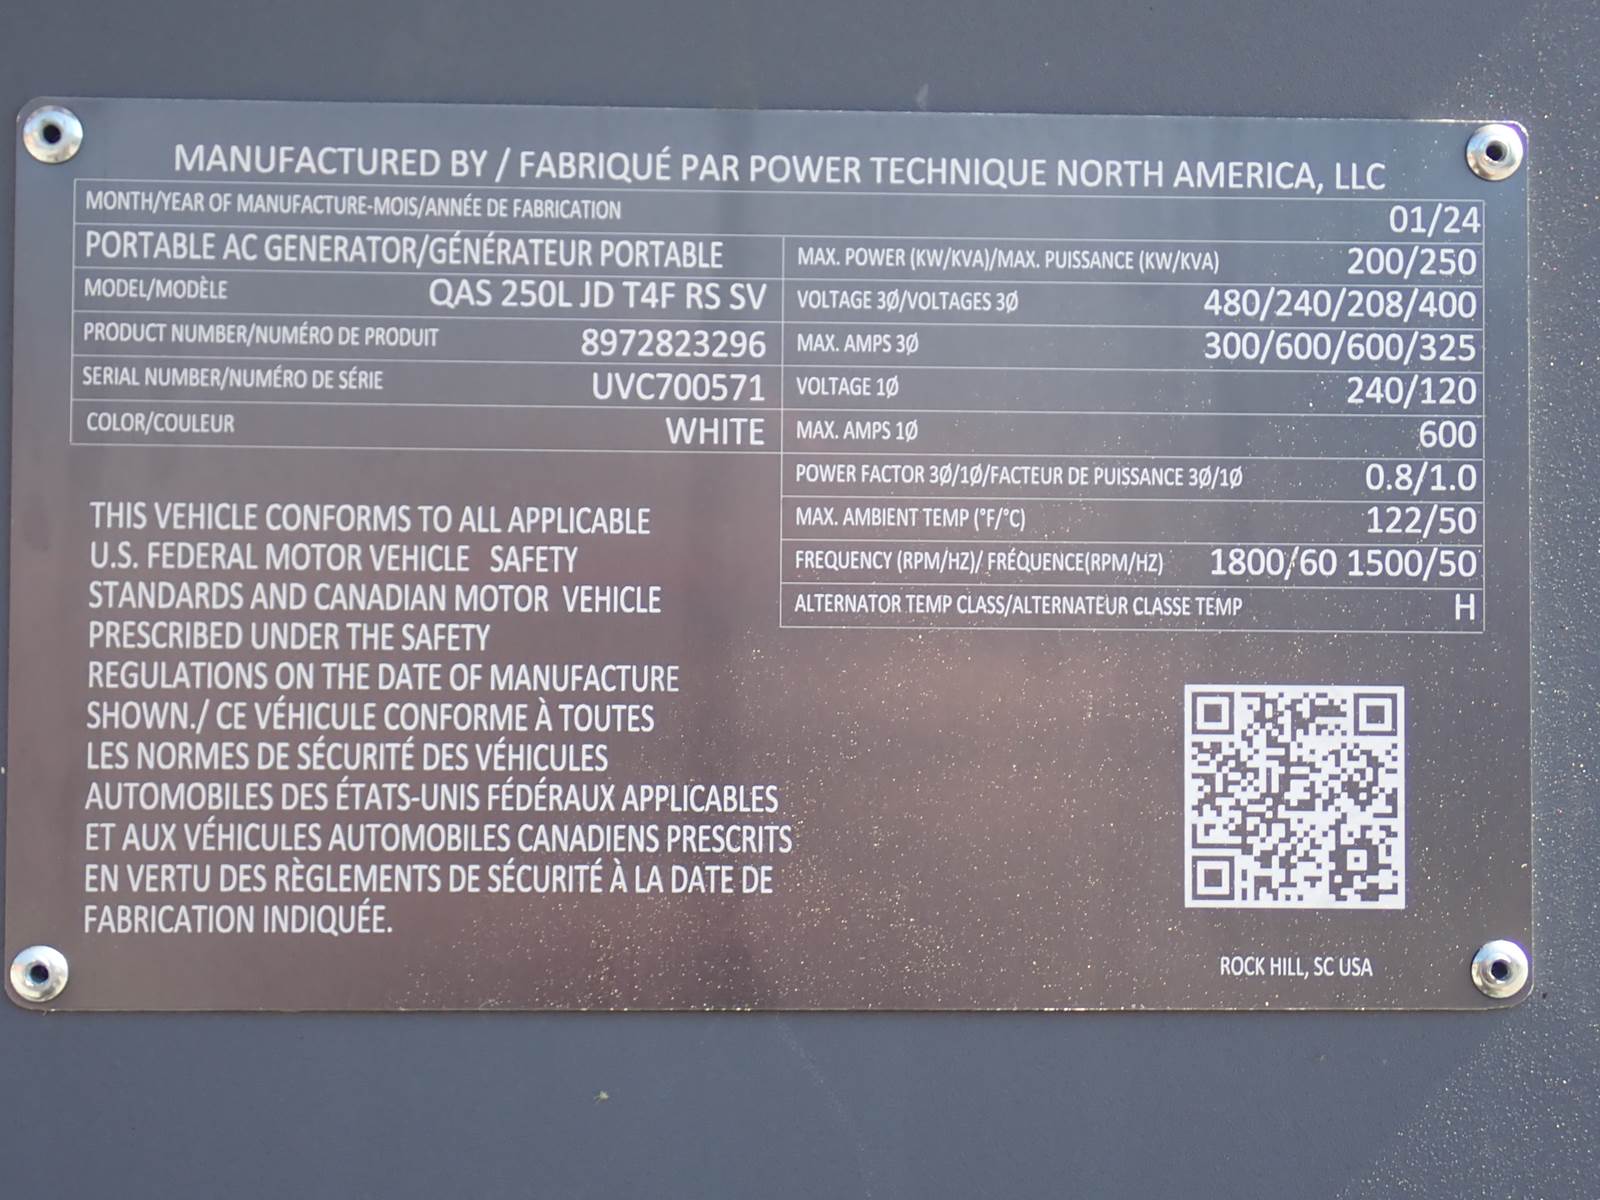 MANUFACTURED BY / FABRIQUÉ PAR POWER TECHNIQUE NORTH AMERICA, LLC
MONTH/YEAR OF MANUFACTURE-MOIS/ANNÉE DE FABRICATION 01/24
PORTABLE AC GENERATOR/GÉNÉRATEUR PORTABLE
MODEL/MODÈLE QAS 250L JD T4F RS SV
PRODUCT NUMBER/NUMÉRO DE PRODUIT 8972823296
SERIAL NUMBER/NUMÉRO DE SÉRIE UVC700571
COLOR/COULEUR WHITE
MAX. POWER (KW/KVA)/MAX. PUISSANCE (KW/KVA) 200/250
VOLTAGE 3Ø/VOLTAGES 3Ø 480/240/208/400
MAX. AMPS 3Ø 300/600/600/325
VOLTAGE 1Ø 240/120
MAX. AMPS 1Ø 600
POWER FACTOR 3Ø/1Ø/FACTEUR DE PUISSANCE 3Ø/1Ø 0.8/1.0
MAX. AMBIENT TEMP (°F/°C) 122/50
FREQUENCY (RPM/HZ)/ FRÉQUENCE(RPM/HZ) 1800/60 1500/50
ALTERNATOR TEMP CLASS/ALTERNATEUR CLASSE TEMP H
THIS VEHICLE CONFORMS TO ALL APPLICABLE
U.S. FEDERAL MOTOR VEHICLE SAFETY
STANDARDS AND CANADIAN MOTOR VEHICLE
PRESCRIBED UNDER THE SAFETY
REGULATIONS ON THE DATE OF MANUFACTURE
SHOWN./ CE VÉHICULE CONFORME À TOUTES
LES NORMES DE SÉCURITÉ DES VÉHICULES
AUTOMOBILES DES ÉTATS-UNIS FÉDÉRAUX APPLICABLES
ET AUX VÉHICULES AUTOMOBILES CANADIENS PRESCRITS
EN VERTU DES RÈGLEMENTS DE SÉCURITÉ À LA DATE DE
FABRICATION INDIQUÉE.
ROCK HILL, SC USA